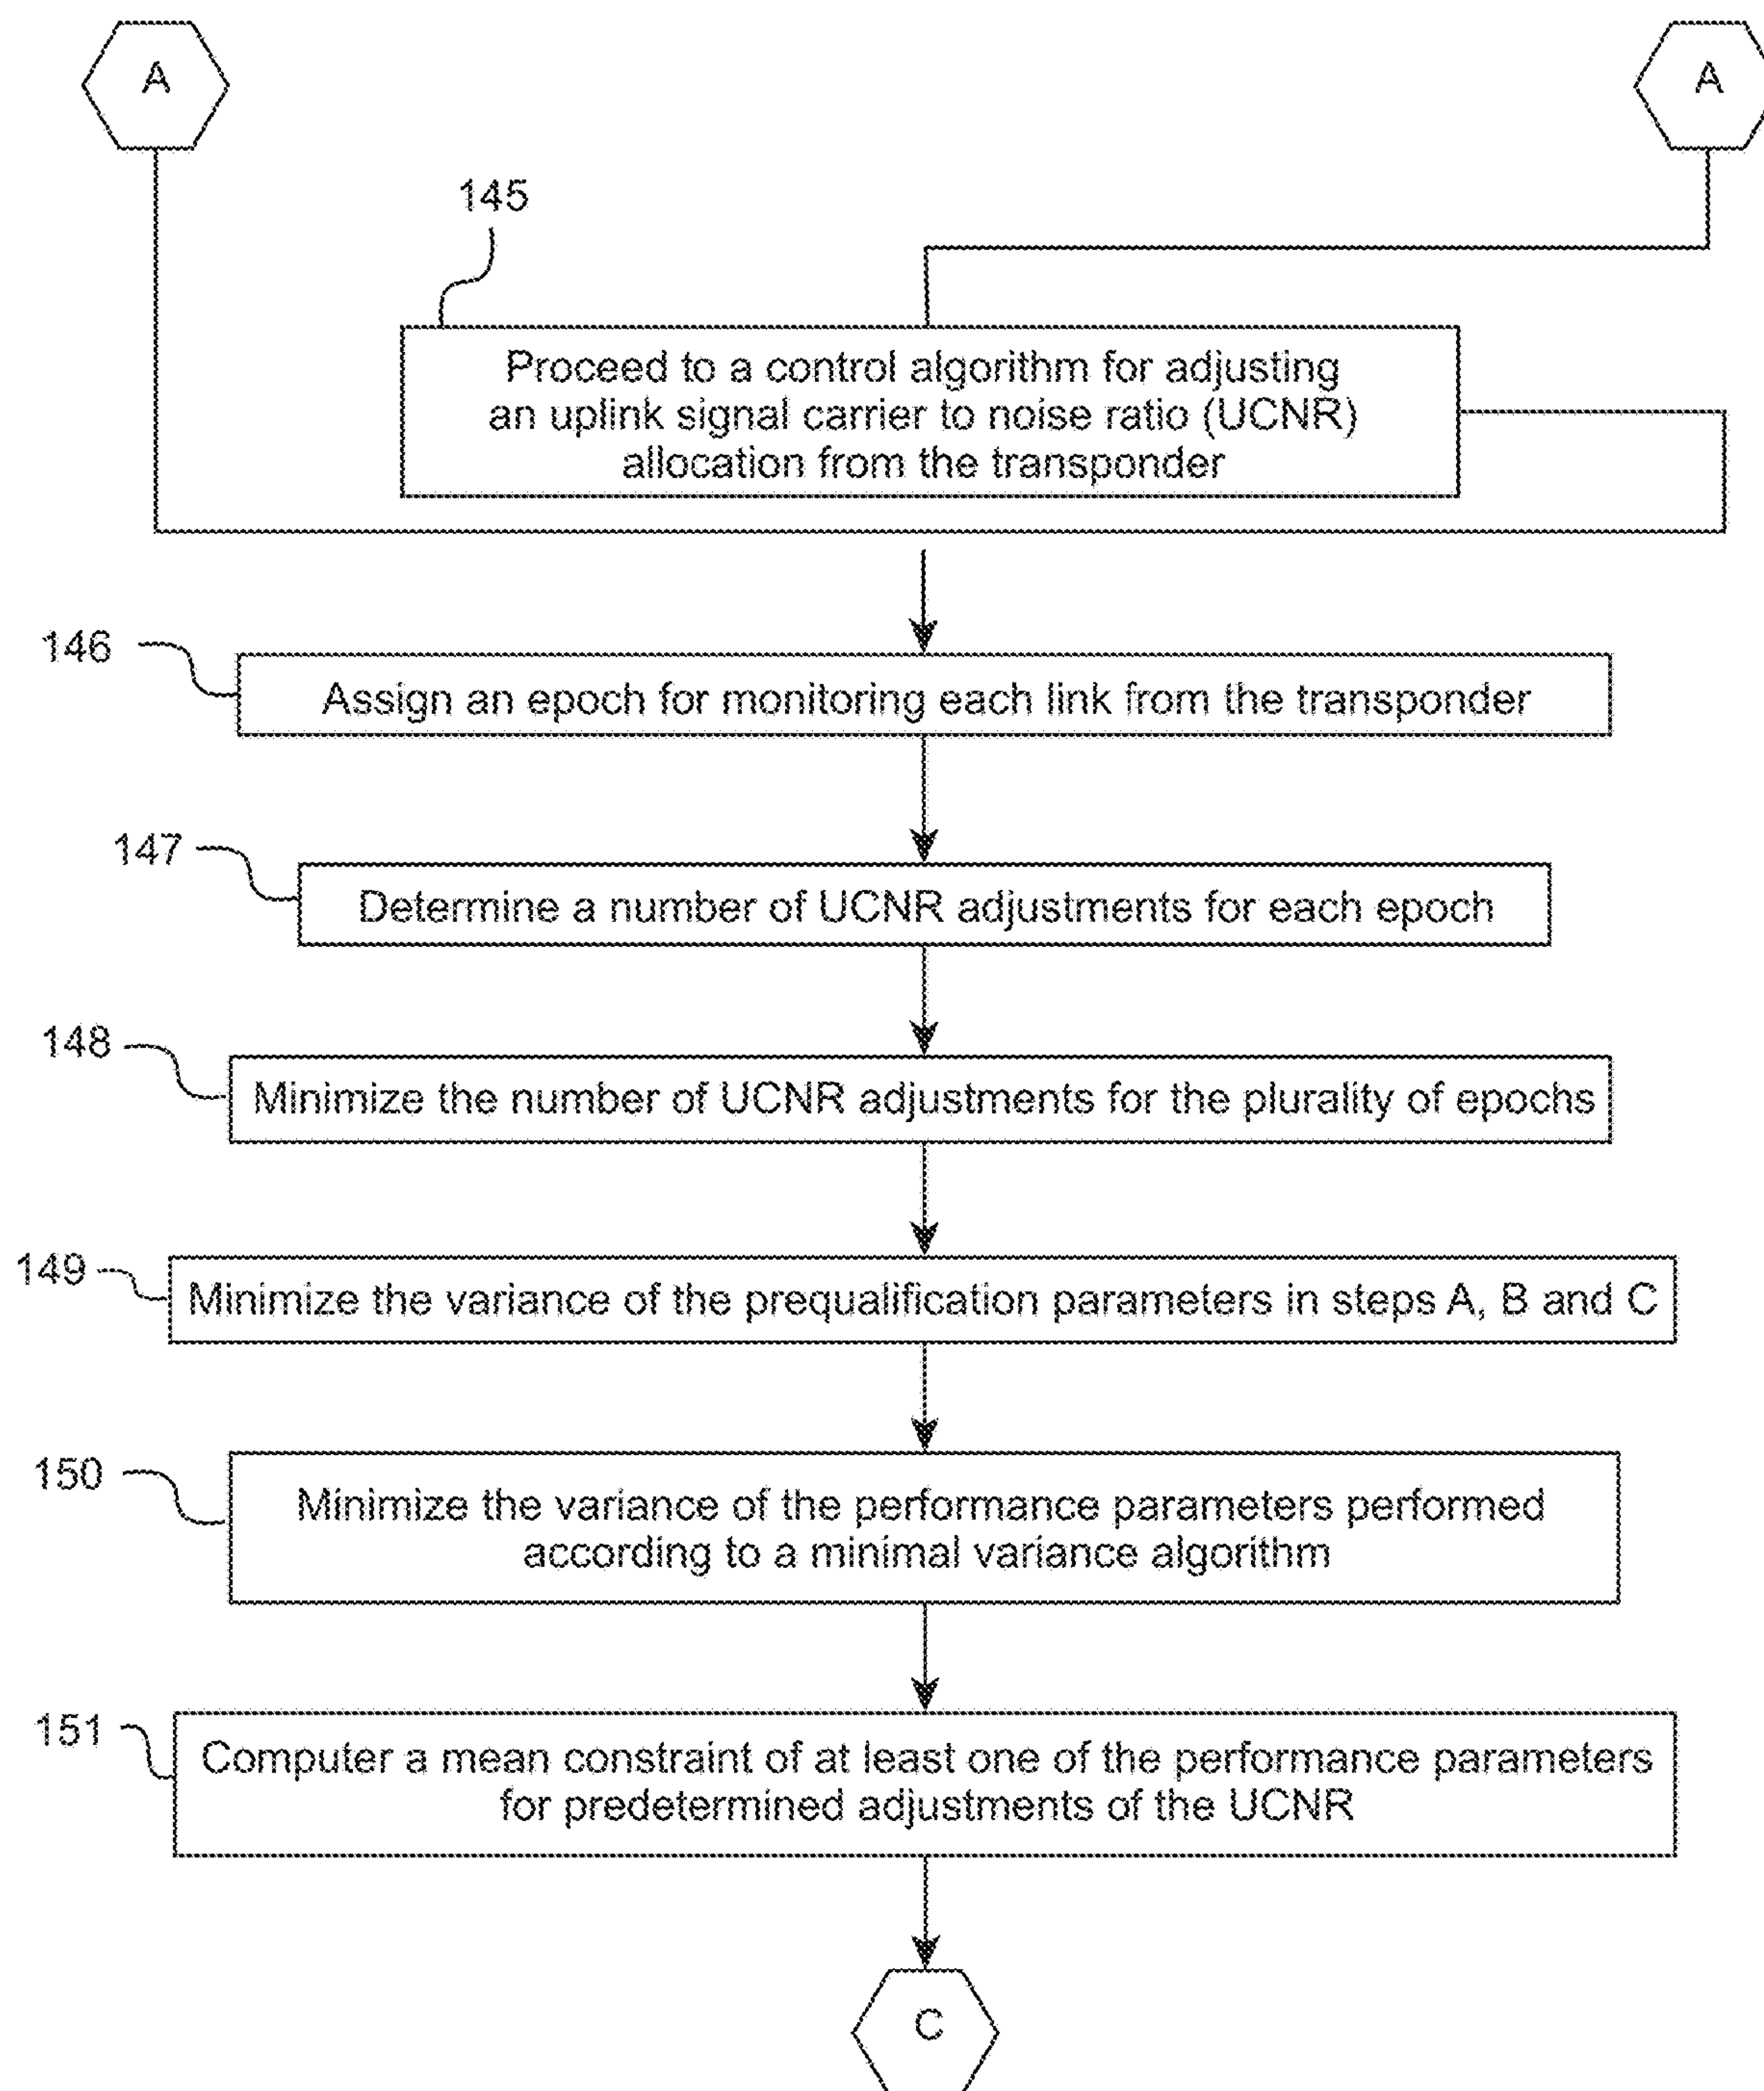 A
A
145
Proceed to a control algorithm for adjusting
an uplink signal carrier to noise ratio (UCNR)
allocation from the transponder
146
Assign an epoch for monitoring each link from the transponder
147
Determine a number of UCNR adjustments for each epoch
148
Minimize the number of UCNR adjustments for the plurality of epochs
149
Minimize the variance of the prequalification parameters in steps A, B and C
150
Minimize the variance of the performance parameters performed
according to a minimal variance algorithm
151
Computer a mean constraint of at least one of the performance parameters
for predetermined adjustments of the UCNR
C